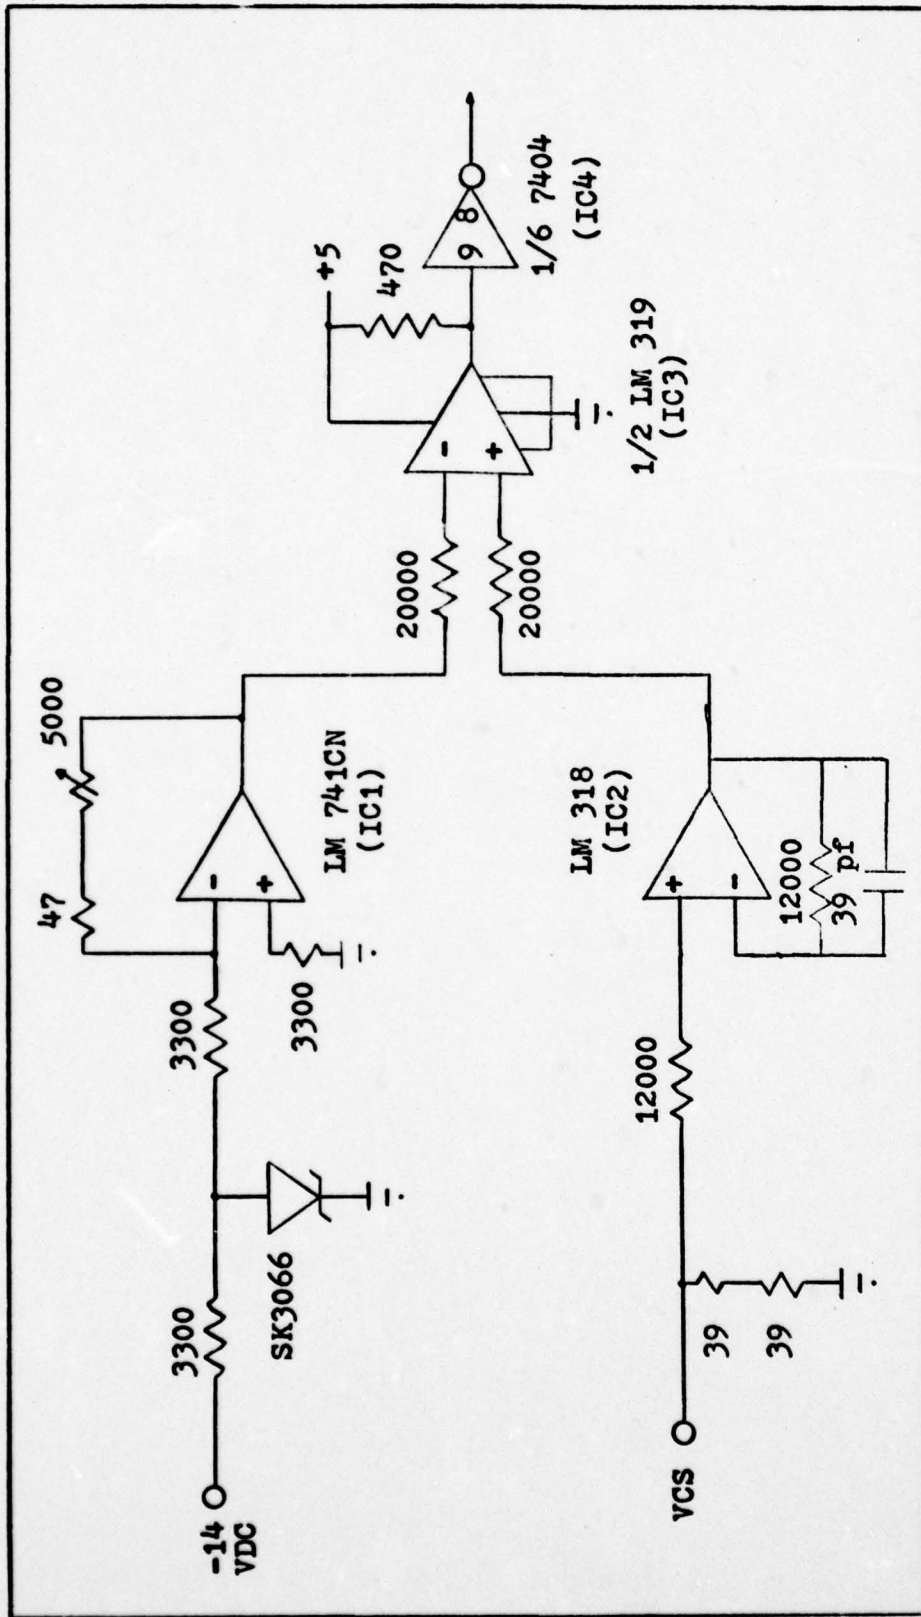 -14
VDC
3300
SK3066
3300
3300
47
5000
-
+
LM 741CN
(IC1)
VCS
39
39
12000
+
-
LM 318
(IC2)
12000
39 pf
20000
20000
-
+
+5
470
1/2 LM 319
(IC3)
9 8
1/6 7404
(IC4)